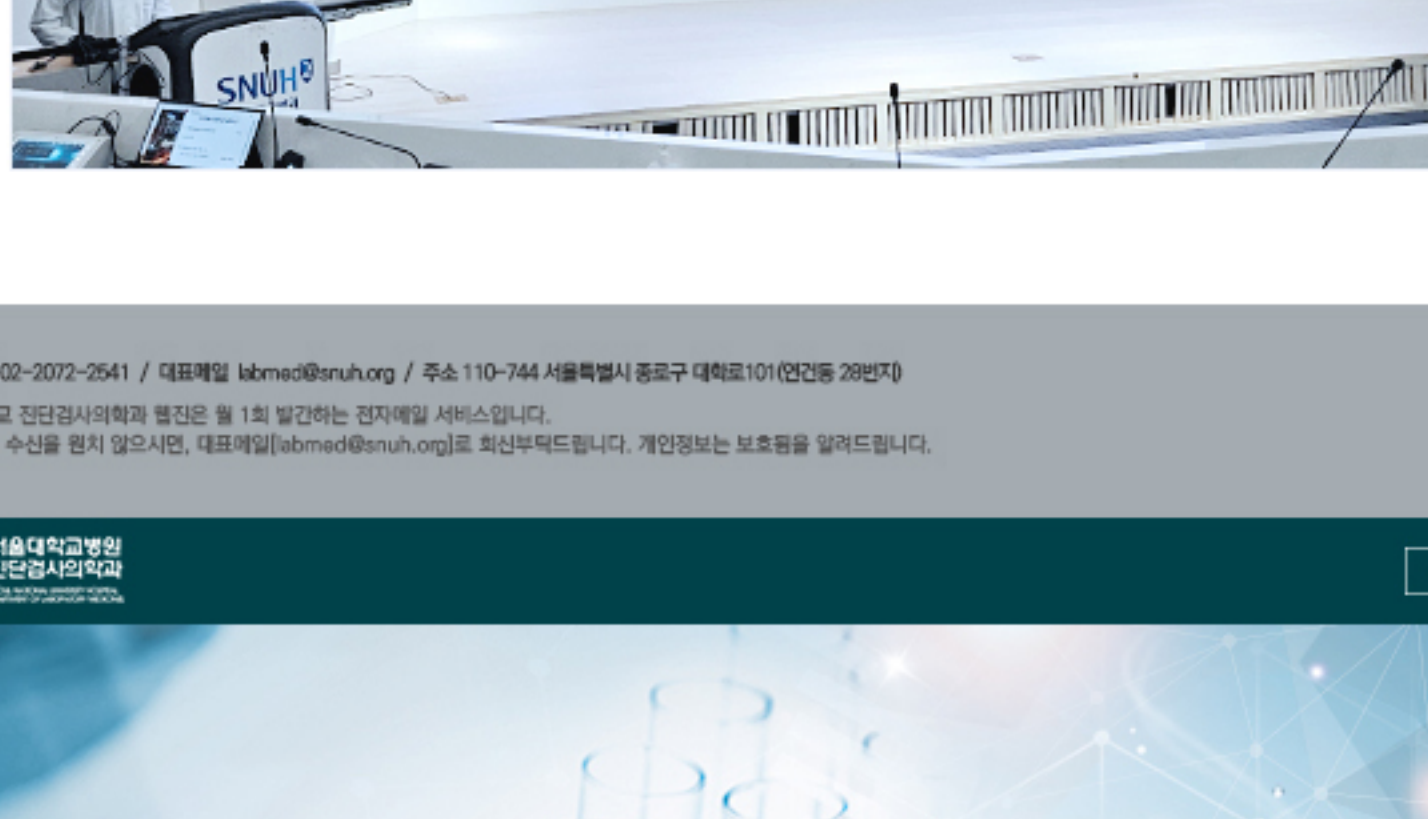 SNUH
02-2072-2541 / 대표메일 labmed@snuh.org / 주소 110-744 서울특별시 종로구 대학로101(연건동 28번지)
교 진단검사의학과 웹진은 월 1회 발간하는 전자메일 서비스입니다.
수신을 원치 않으시면, 대표메일[labmed@snuh.org]로 회신부탁드립니다. 개인정보는 보호됨을 알려드립니다.
서울대학교병원
진단검사의학과